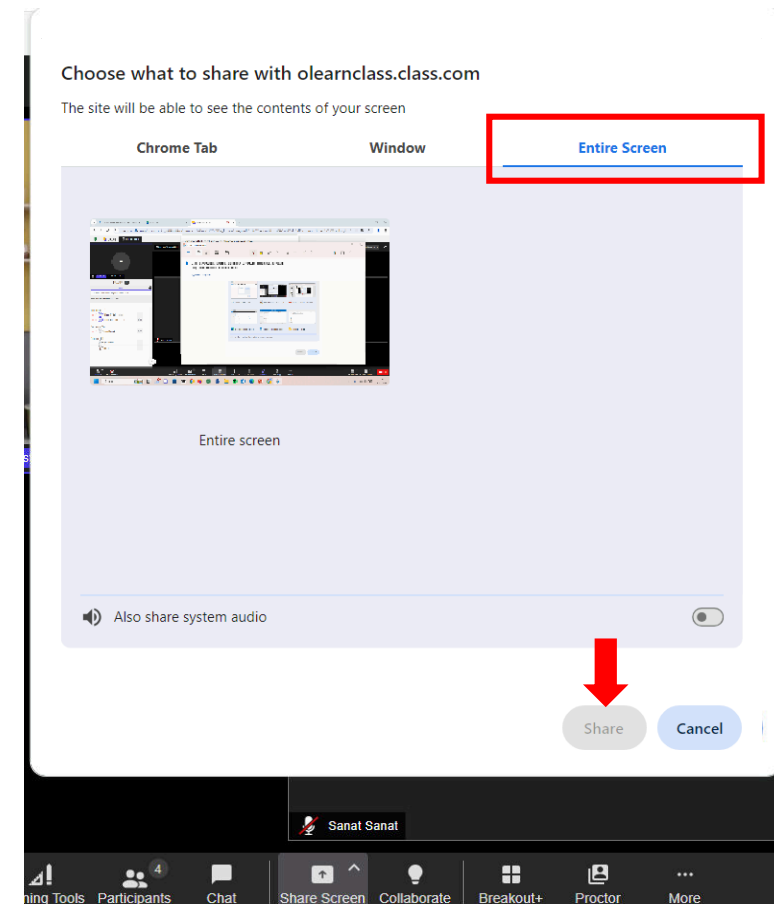 Choose what to share with olearnclass.class.com
The site will be able to see the contents of your screen
Chrome Tab Window Entire Screen
Entire screen
Also share system audio
Share Cancel
Sanat Sanat
4
ning Tools Participants Chat Share Screen Collaborate Breakout+ Proctor More